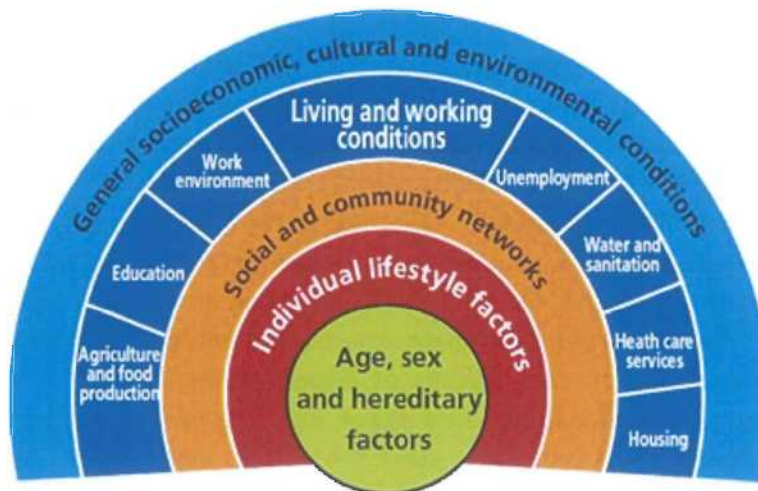 General socioeconomic, cultural and environmental conditions
Living and working
conditions
Work
environment
Unemployment
Education
Water and
sanitation
Agriculture
and food
production
Heath care
services
Housing
Social and community networks
Individual lifestyle factors
Age, sex
and hereditary
factors